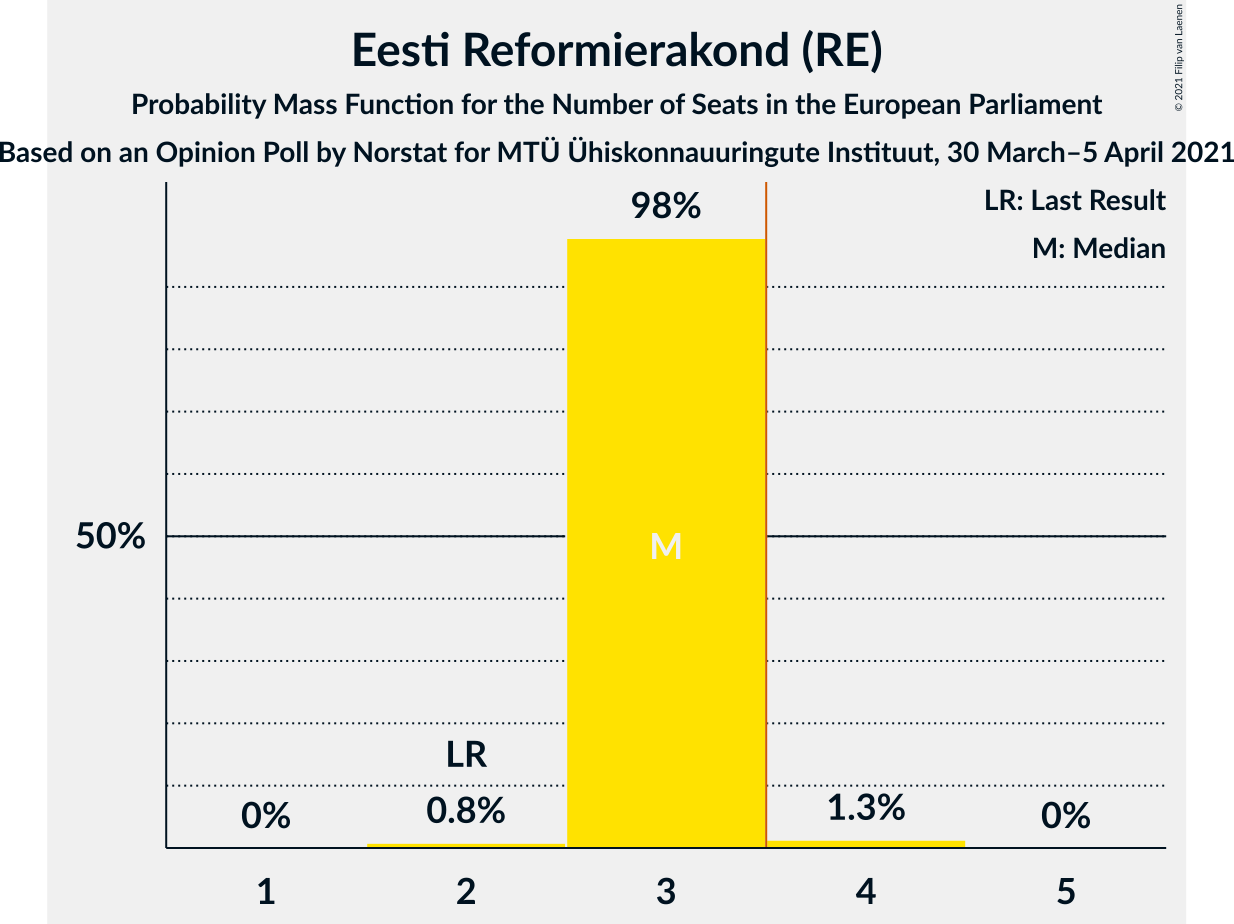 Eesti Reformierakond (RE)
Probability Mass Function for the Number of Seats in the European Parliament
Based on an Opinion Poll by Norstat for MTÜ Ühiskonnauuringute Instituut, 30 March–5 April 2021
© 2021 Filip van Laenen
LR: Last Result
M: Median
98%
50%
M
LR
0%
0.8%
1.3%
0%
1
2
3
4
5